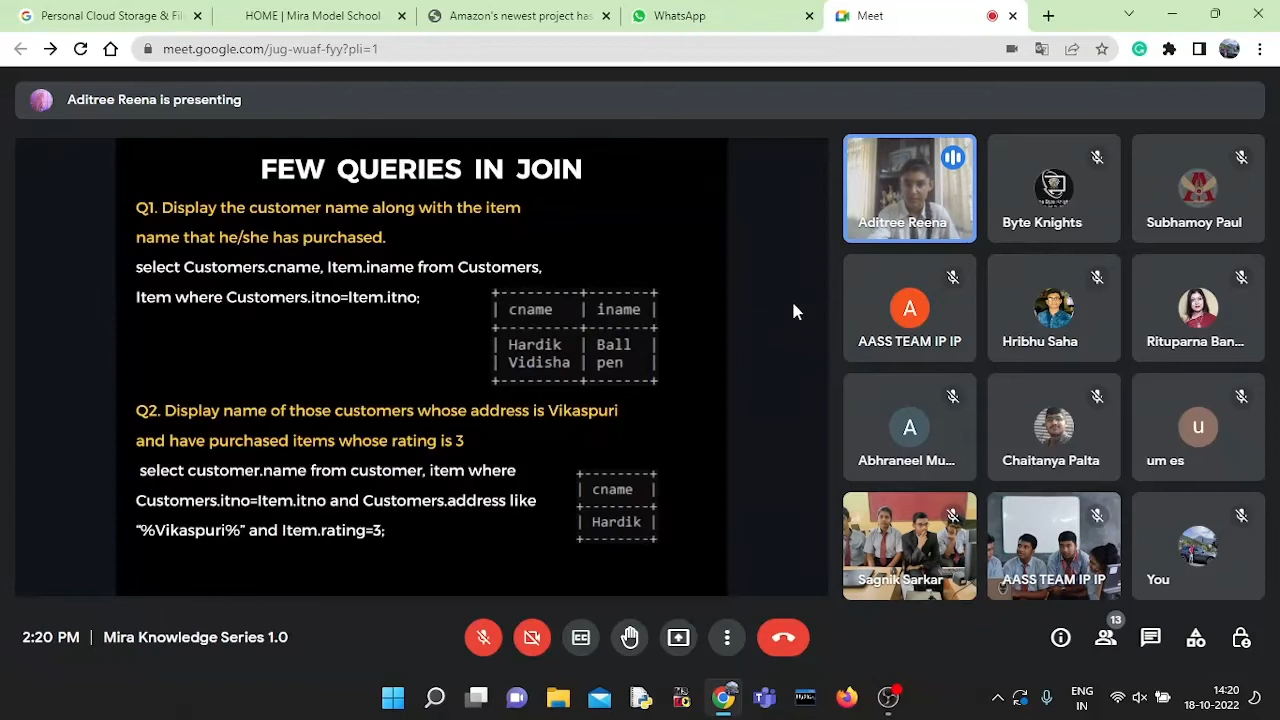 Personal Cloud Storage & Fil
HOME | Mira Model School
Amazon's newest project has
WhatsApp
Meet
meet.google.com/jug-wuaf-fyy?pli=1
Aditree Reena is presenting
FEW QUERIES IN JOIN
Q1. Display the customer name along with the item
name that he/she has purchased.
select Customers.cname, Item.iname from Customers,
Item where Customers.itno=Item.itno;
cname | iname
Hardik | Ball
Vidisha | pen
Q2. Display name of those customers whose address is Vikaspuri
and have purchased items whose rating is 3
select customer.name from customer, item where
Customers.itno=Item.itno and Customers.address like
“%Vikaspuri%” and Item.rating=3;
cname
Hardik
Aditree Reena
Byte Knights
Subhamoy Paul
A
AASS TEAM IP IP
Hribhu Saha
Rituparna Ban...
A
Abhraneel Mu...
Chaitanya Palta
u
um es
Sagnik Sarkar
AASS TEAM IP IP
You
2:20 PM | Mira Knowledge Series 1.0
13
ENG
IN
14:20
18-10-2022